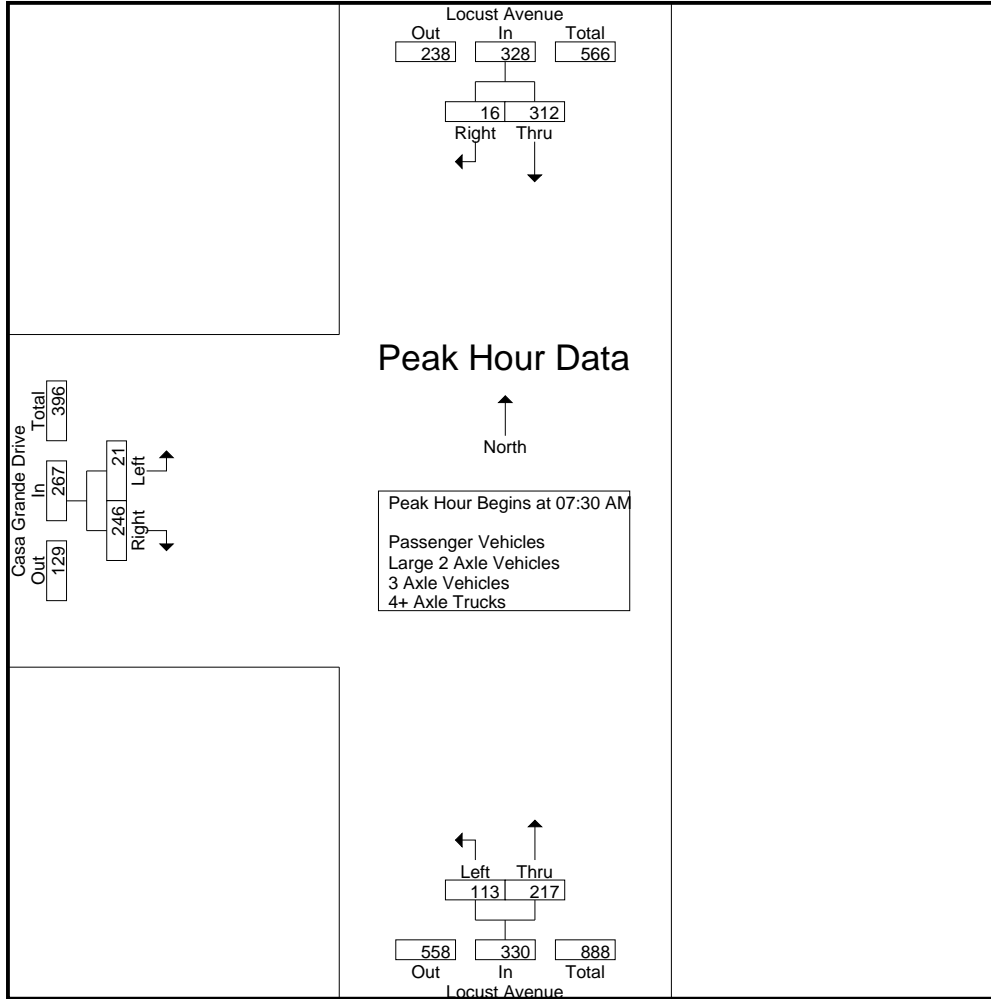 Locust Avenue
Out In Total
238 328 566
16 312
Right Thru
Peak Hour Data
North
Casa Grande Drive
Total In Out
396 267 129
21 246
Left Right
Peak Hour Begins at 07:30 AM
Passenger Vehicles
Large 2 Axle Vehicles
3 Axle Vehicles
4+ Axle Trucks
Left Thru
113 217
558 330 888
Out In Total
Locust Avenue